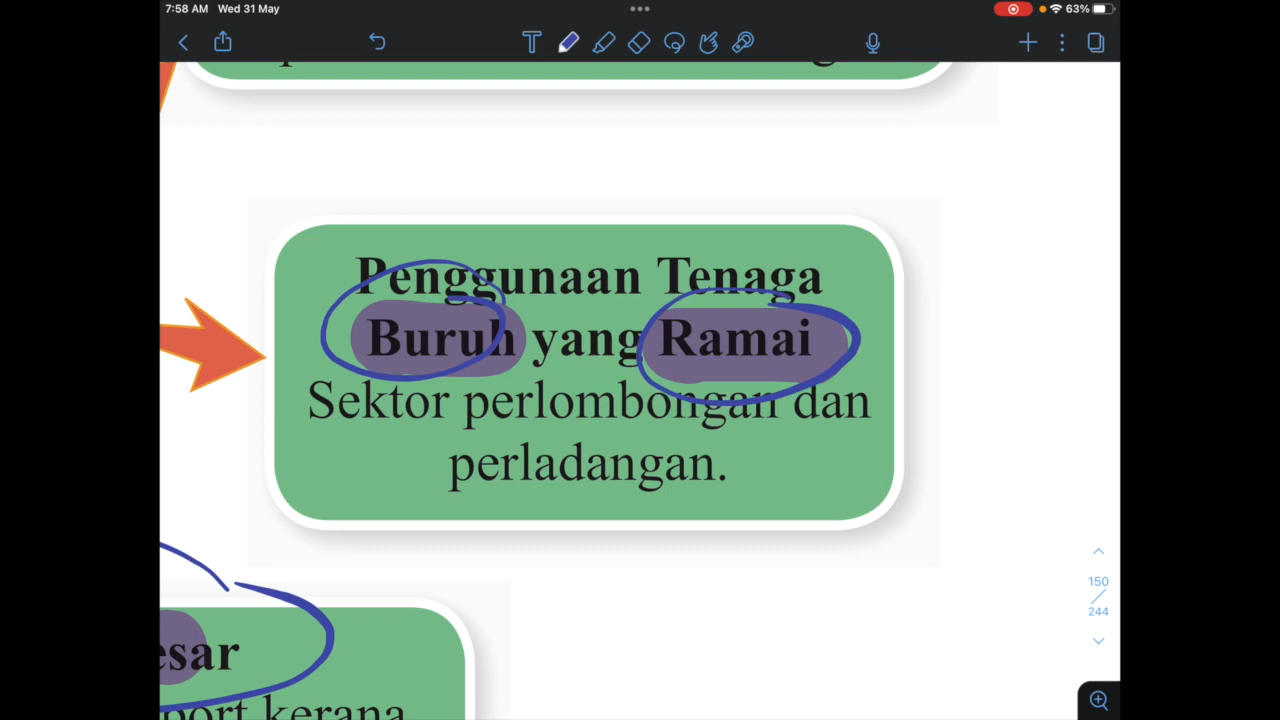 7:58 AM Wed 31 May
63%
Penggunaan Tenaga
Buruh yang Ramai
Sektor perlombongan dan
perladangan.
150
244
esar
port kerana